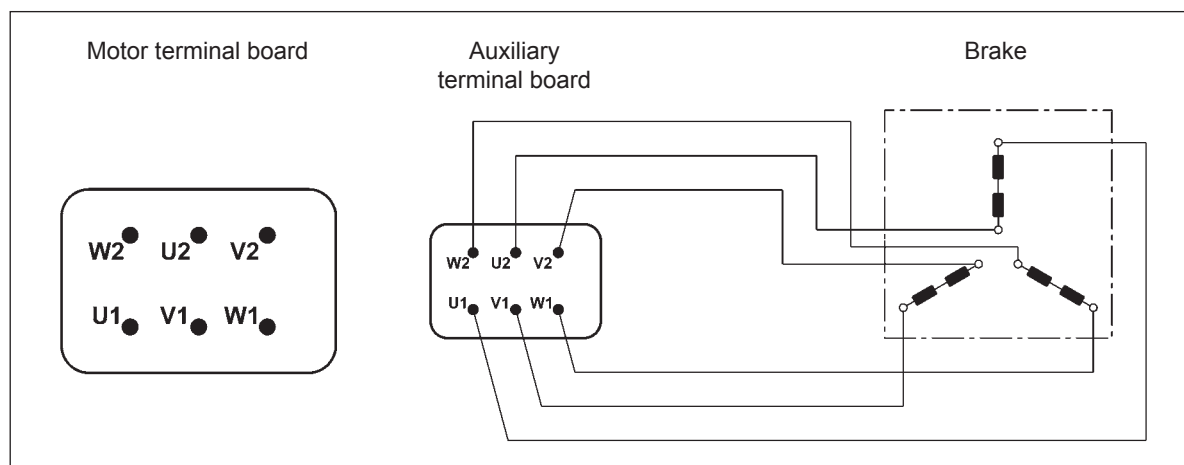 Motor terminal board
Auxiliary
terminal board
Brake
W2 U2 V2
U1 V1 W1
W2 U2 V2
U1 V1 W1